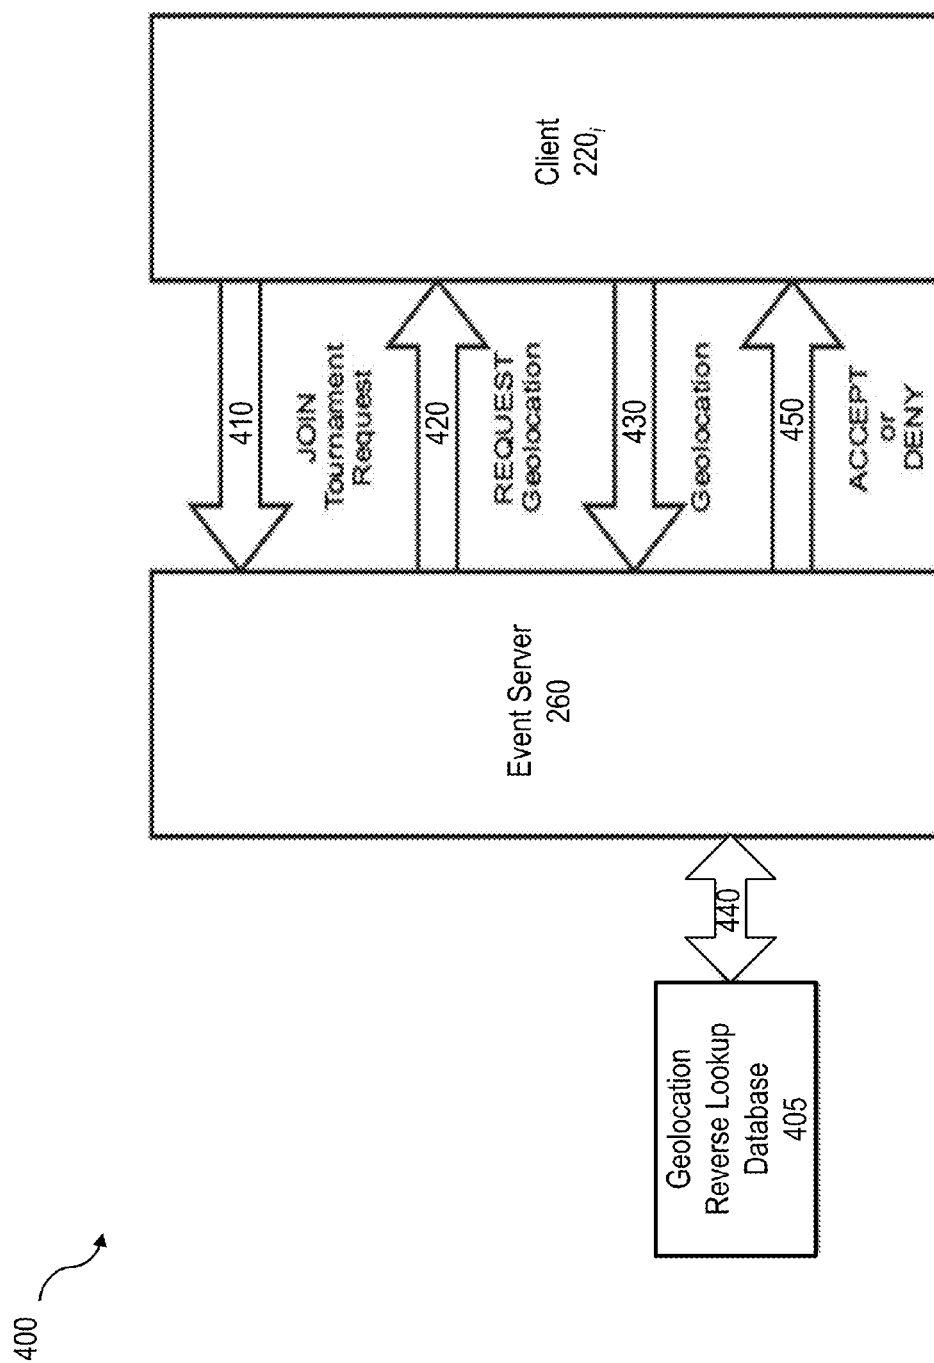 400
Geolocation
Reverse Lookup
Database
405
440
Event Server
260
410
JOIN
Tournament
Request
420
REQUEST
Geolocation
430
Geolocation
450
ACCEPT
or
DENY
Client
220i